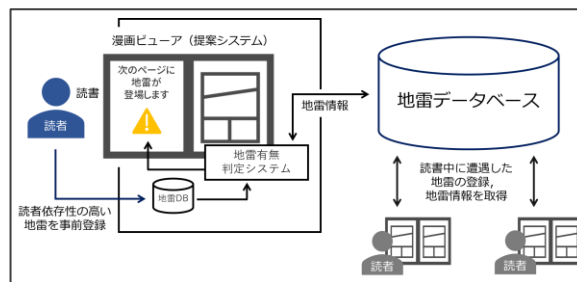 漫画ビューア（提案システム）
次のページに
地雷が
登場します
読書
読者
地雷有無
判定システム
地雷DB
読者依存性の高い
地雷を事前登録
地雷情報
地雷データベース
読書中に遭遇した
地雷の登録,
地雷情報を取得
読者
読者